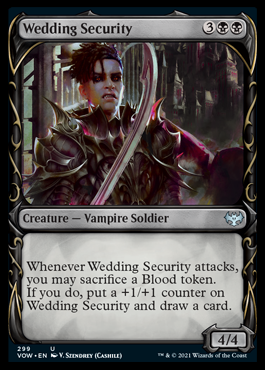 Wedding Security 3
Creature — Vampire Soldier
Whenever Wedding Security attacks,
you may sacrifice a Blood token.
If you do, put a +1/+1 counter on
Wedding Security and draw a card.
4/4
299 U
VOW • EN V. Szendrey (Cashile) ™ & © 2021 Wizards of the Coast